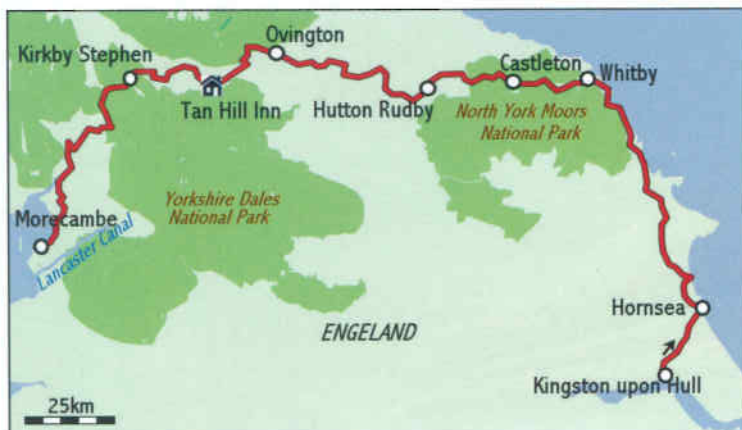 Ovington
Kirkby Stephen
Castleton
Whitby
Tan Hill Inn
Hutton Rudby
North York Moors
National Park
Yorkshire Dales
National Park
Morecambe
Lancaster Canal
Hornsea
ENGELAND
Kingston upon Hull
25km